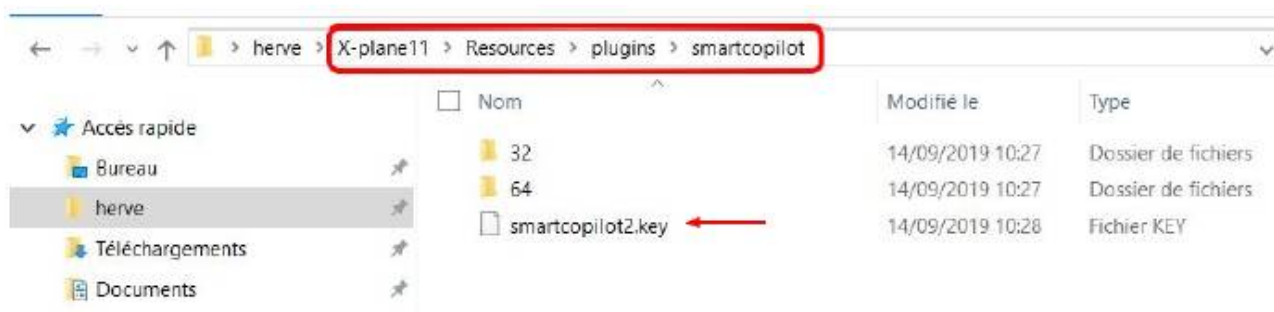 herve > X-plane11 > Resources > plugins > smartcopilot
Nom Modifié le Type
Accès rapide
32 14/09/2019 10:27 Dossier de fichiers
Bureau
64 14/09/2019 10:27 Dossier de fichiers
herve
smartcopilot2.key 14/09/2019 10:28 Fichier KEY
Téléchargements
Documents